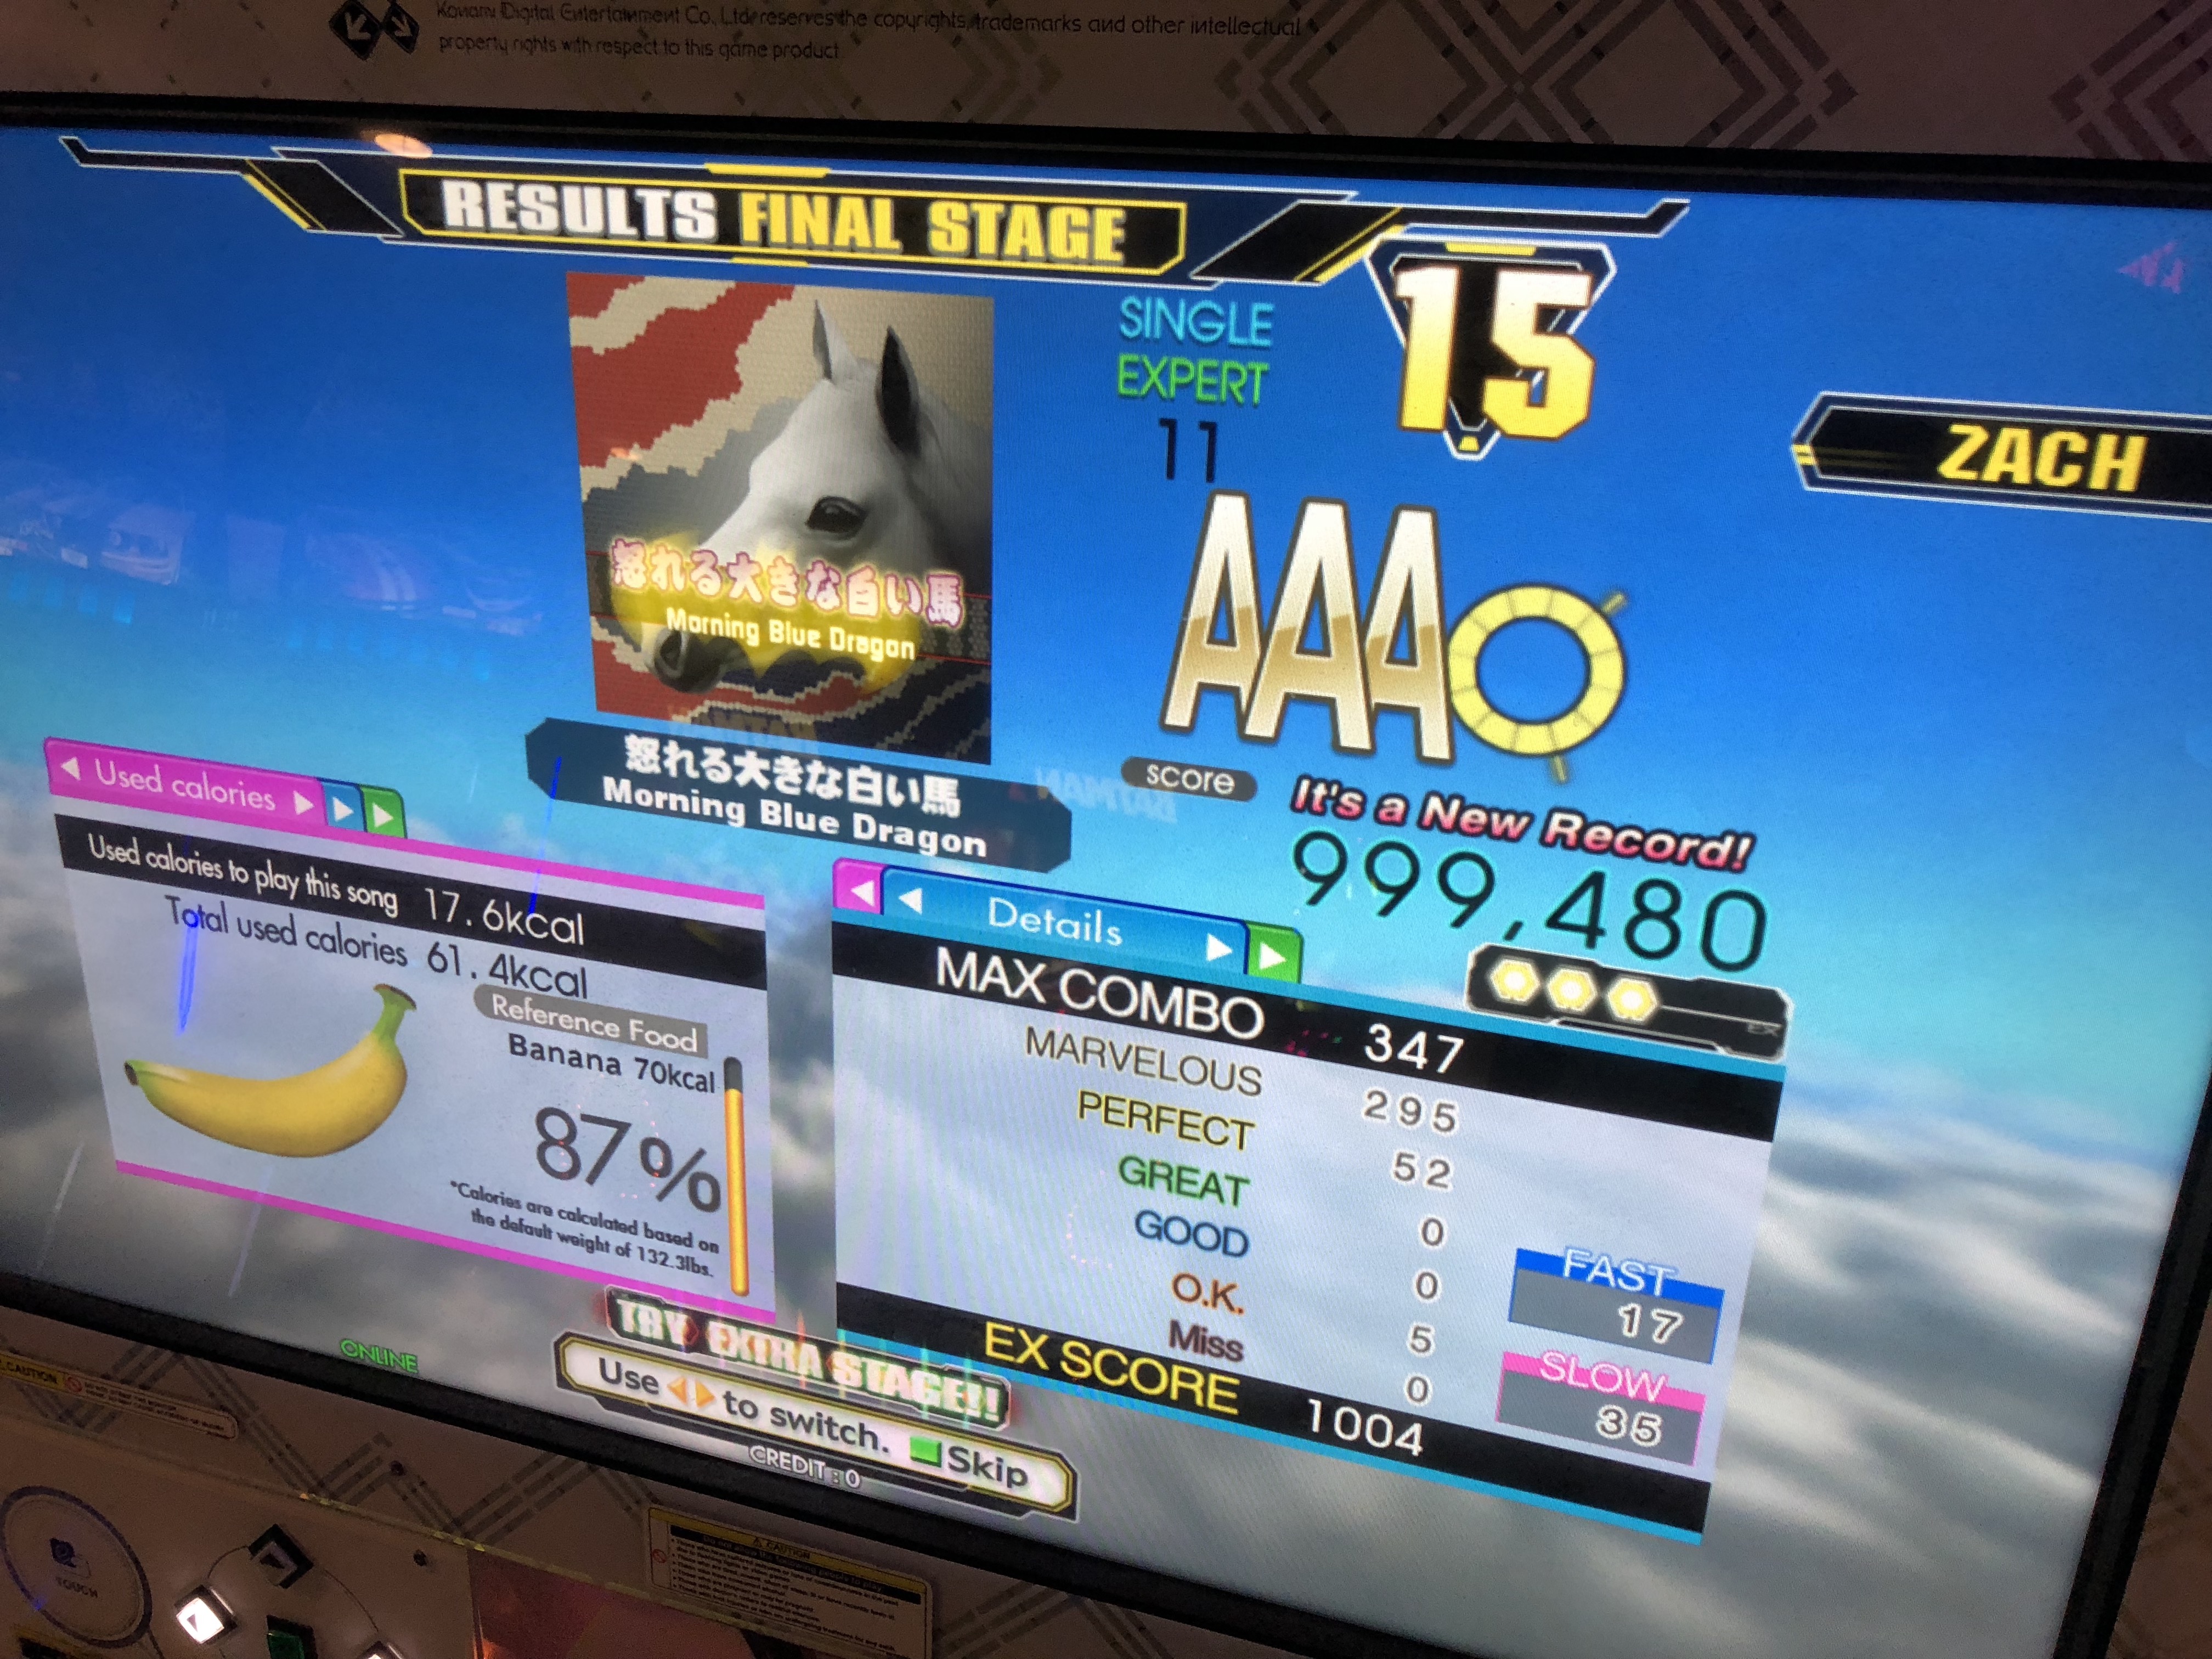 Konami Digital Entertainment Co., Ltd. reserves the copyrights, trademarks and other intellectual
property rights with respect to this game product
RESULTS FINAL STAGE
15
SINGLE
EXPERT
11
ZACH
AAA
怒れる大きな白い馬
Morning Blue Dragon
怒れる大きな白い馬
Morning Blue Dragon
score
It's a New Record!
999,480
EX
Used calories
Used calories to play this song 17.6kcal
Total used calories 61.4kcal
Reference Food
Banana 70kcal
87%
*Calories are calculated based on
the default weight of 132.3lbs.
Details
MAX COMBO 347
MARVELOUS 295
PERFECT 52
GREAT 0
GOOD 0
O.K. 5
Miss 0
EX SCORE 1004
FAST
17
SLOW
35
ONLINE
TRY EXTRA STAGE!!
Use to switch. Skip
CREDIT : 0
CAUTION
CAUTION
TOUCH